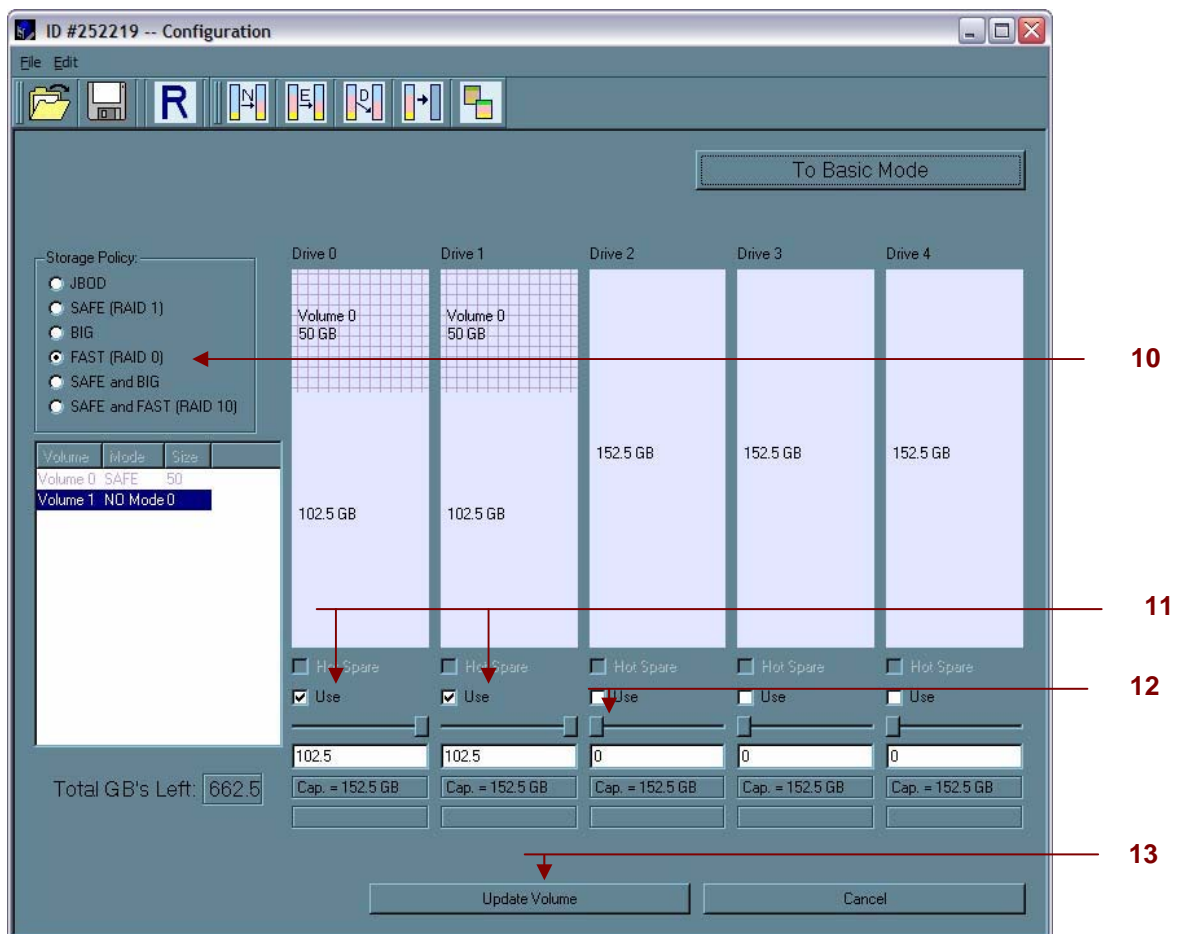 ID #252219 -- Configuration
File Edit
R N E D
To Basic Mode
Storage Policy:
JBOD
SAFE (RAID 1)
BIG
FAST (RAID 0)
SAFE and BIG
SAFE and FAST (RAID 10)
Drive 0 Drive 1 Drive 2 Drive 3 Drive 4
Volume 0 Volume 0
50 GB 50 GB
10
Volume Mode Size
Volume 0 SAFE 50
Volume 1 NO Mode 0
152.5 GB 152.5 GB 152.5 GB
102.5 GB 102.5 GB
11
Hot Spare Hot Spare Hot Spare Hot Spare Hot Spare
Use Use Use Use Use
12
102.5 102.5 0 0 0
Total GB's Left: 662.5
Cap. = 152.5 GB Cap. = 152.5 GB Cap. = 152.5 GB Cap. = 152.5 GB Cap. = 152.5 GB
13
Update Volume Cancel